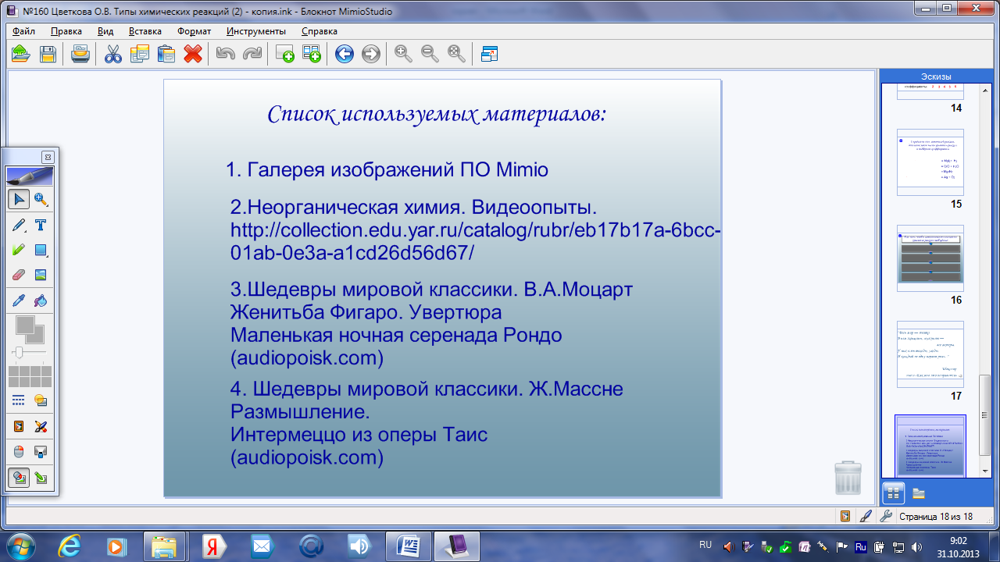 №160 Цветкова О.В. Типы химических реакций (2) - копия.ink - Блокнот MimioStudio
Файл Правка Вид Вставка Формат Инструменты Справка
Эскизы
Список используемых материалов:
1. Галерея изображений ПО Mimio
2.Неорганическая химия. Видеоопыты.
http://collection.edu.yar.ru/catalog/rubr/eb17b17a-6bcc-
01ab-0e3a-a1cd26d56d67/
3.Шедевры мировой классики. В.А.Моцарт
Женитьба Фигаро. Увертюра
Маленькая ночная серенада Рондо
(audiopoisk.com)
4. Шедевры мировой классики. Ж.Массне
Размышление.
Интермеццо из оперы Таис
(audiopoisk.com)
14
15
16
17
Страница 18 из 18
RU
Ru
9:02
31.10.2013